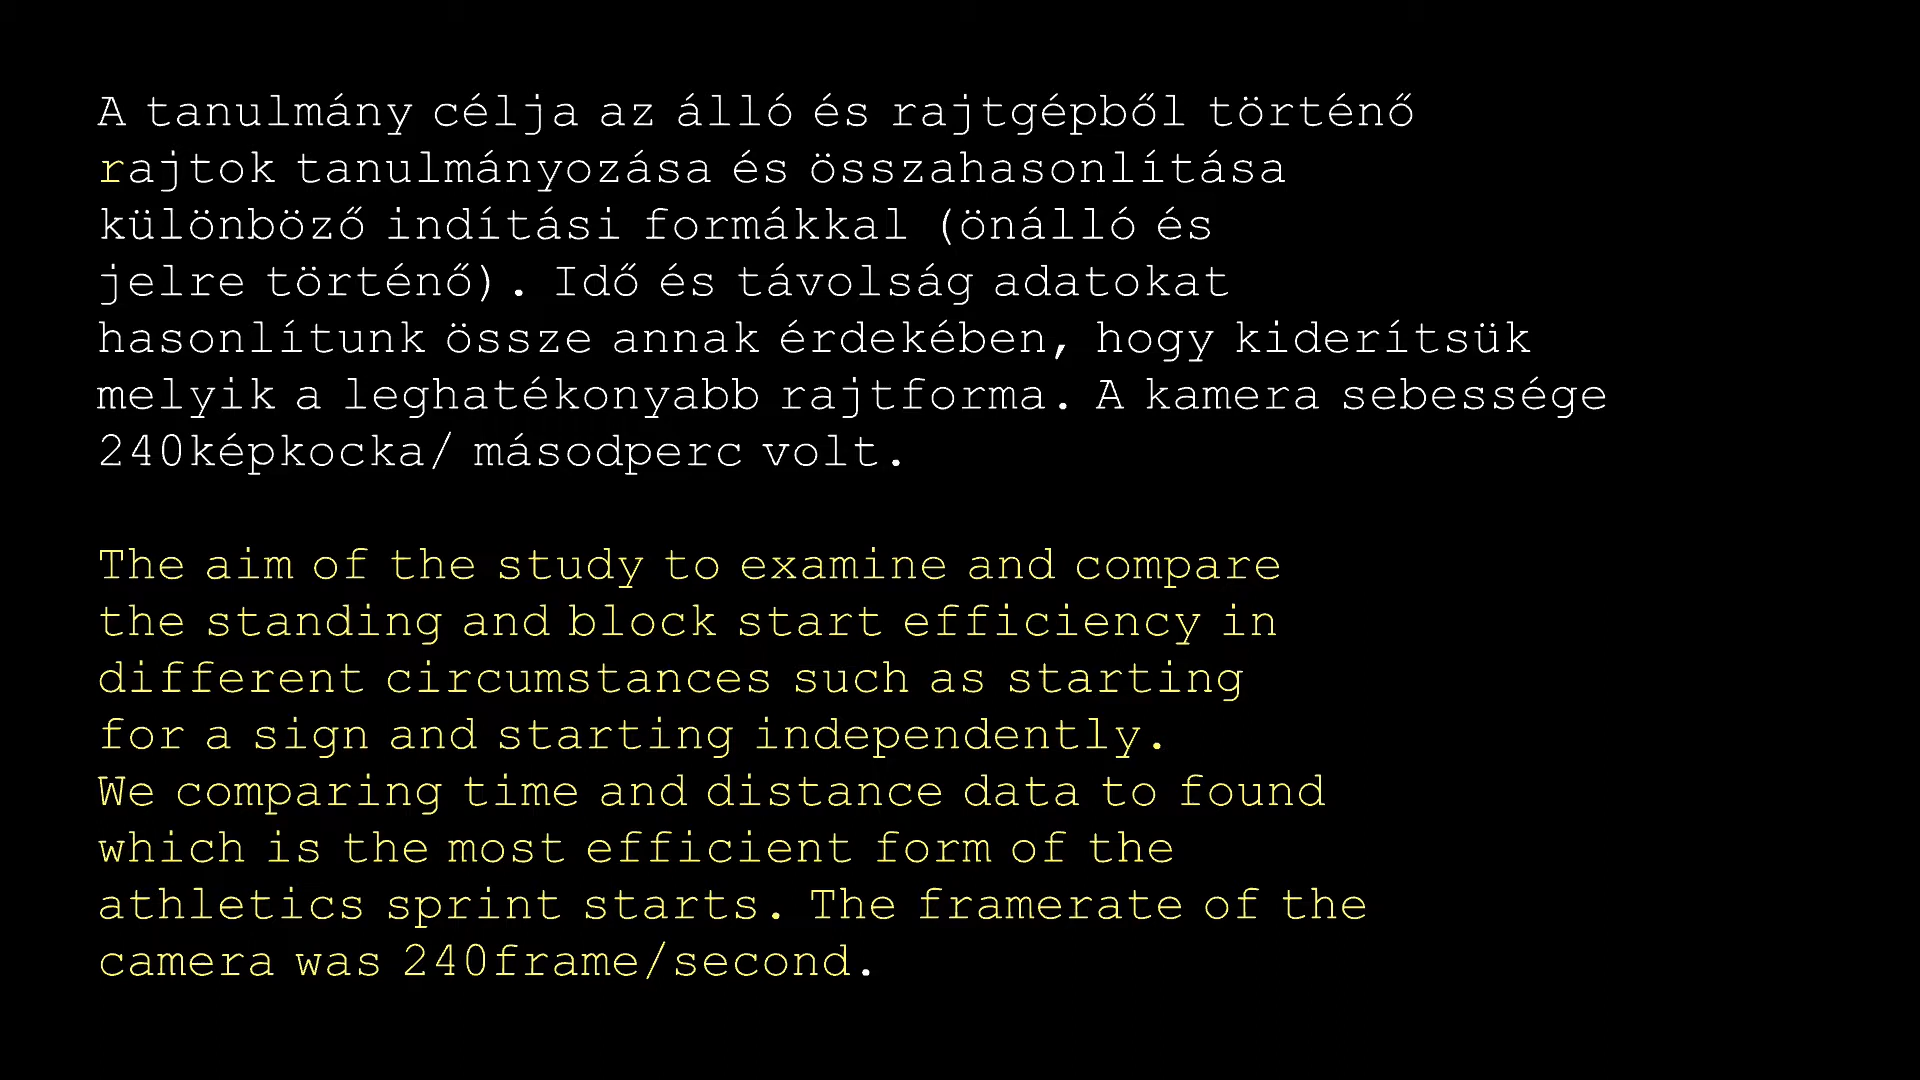 A tanulmány célja az álló és rajtgépből történő
rajtok tanulmányozása és összahasonlítása
különböző indítási formákkal (önálló és
jelre történő). Idő és távolság adatokat
hasonlítunk össze annak érdekében, hogy kiderítsük
melyik a leghatékonyabb rajtforma. A kamera sebessége
240képkocka/ másodperc volt.
The aim of the study to examine and compare
the standing and block start efficiency in
different circumstances such as starting
for a sign and starting independently.
We comparing time and distance data to found
which is the most efficient form of the
athletics sprint starts. The framerate of the
camera was 240frame/second.